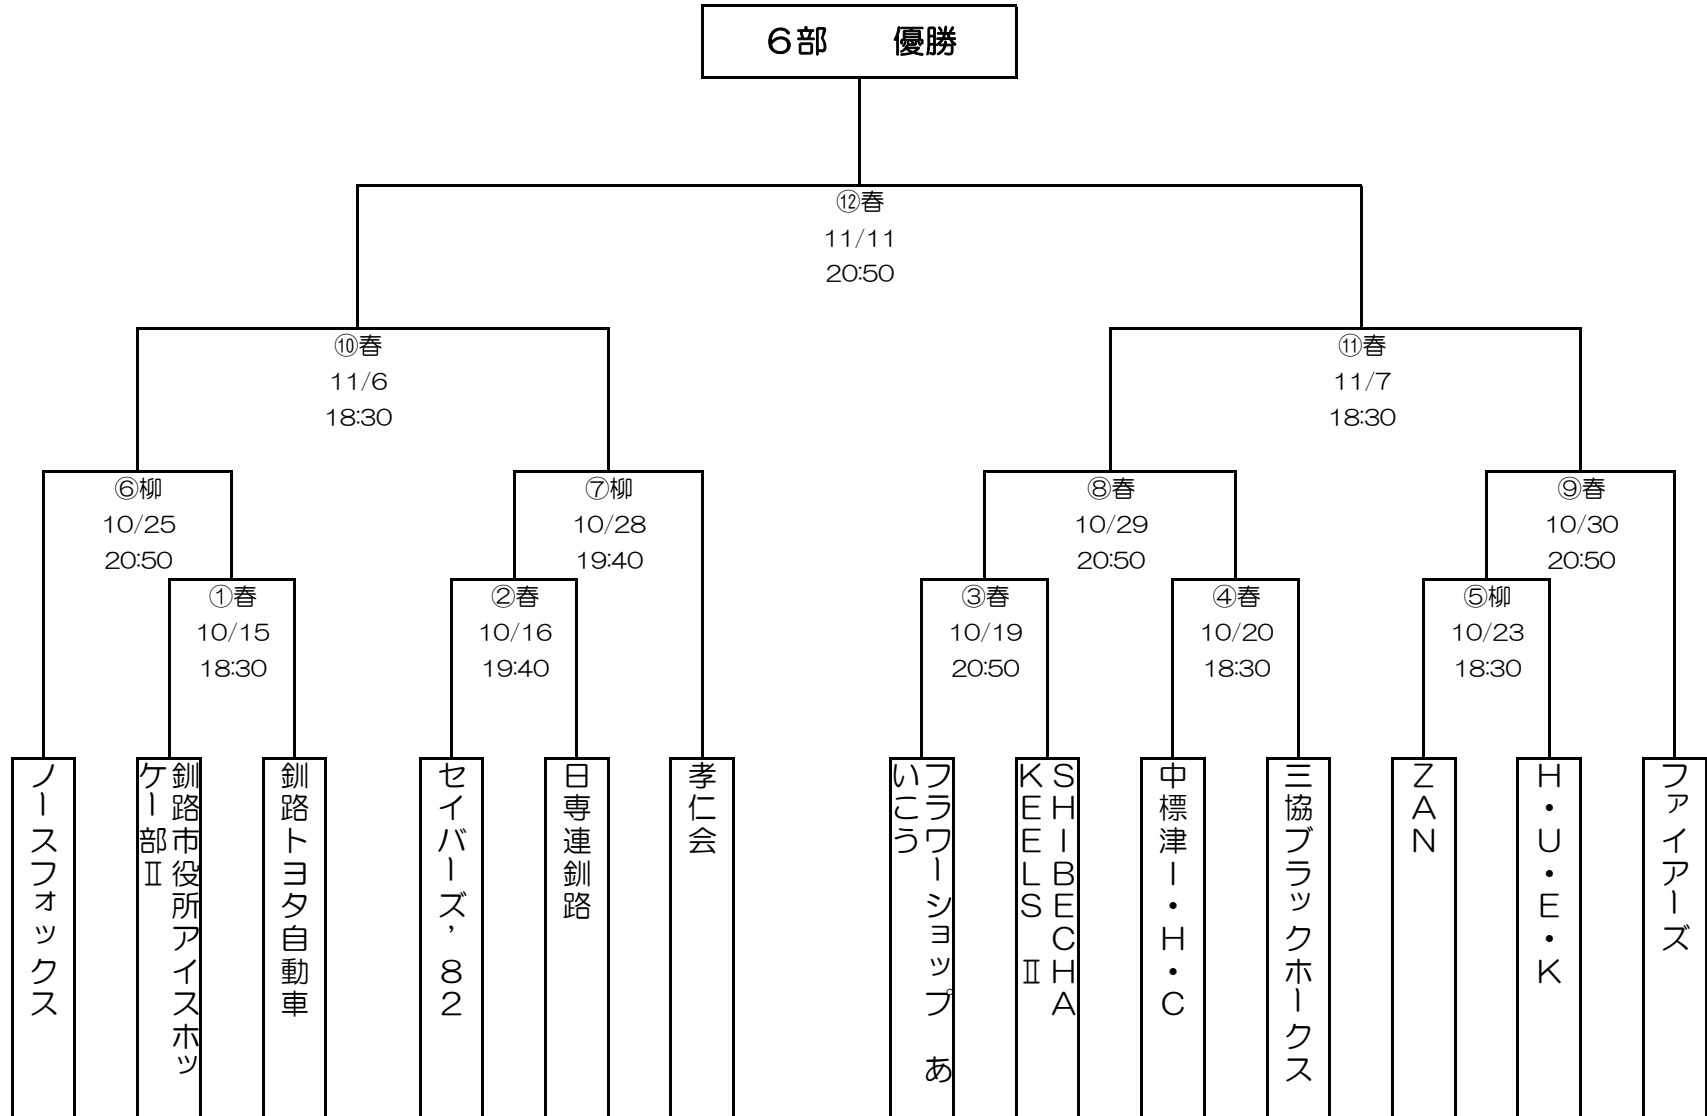 ６部　　優勝
⑫春
11/11
20:50
⑩春
11/6
18:30
⑪春
11/7
18:30
⑥柳
10/25
20:50
⑦柳
10/28
19:40
⑧春
10/29
20:50
⑨春
10/30
20:50
①春
10/15
18:30
②春
10/16
19:40
③春
10/19
20:50
④春
10/20
18:30
⑤柳
10/23
18:30
ノースフォックス
釧路市役所アイスホッ
ケー部Ⅱ
釧路トヨタ自動車
セイバーズ’８２
日専連釧路
孝仁会
フラワーショップ　あ
いこう
ＳＨＩＢＥＣＨＡ
ＫＥＥＬＳ　Ⅱ
中標津Ｉ・Ｈ・Ｃ
三協ブラックホークス
ＺＡＮ
Ｈ・Ｕ・Ｅ・Ｋ
ファイアーズ